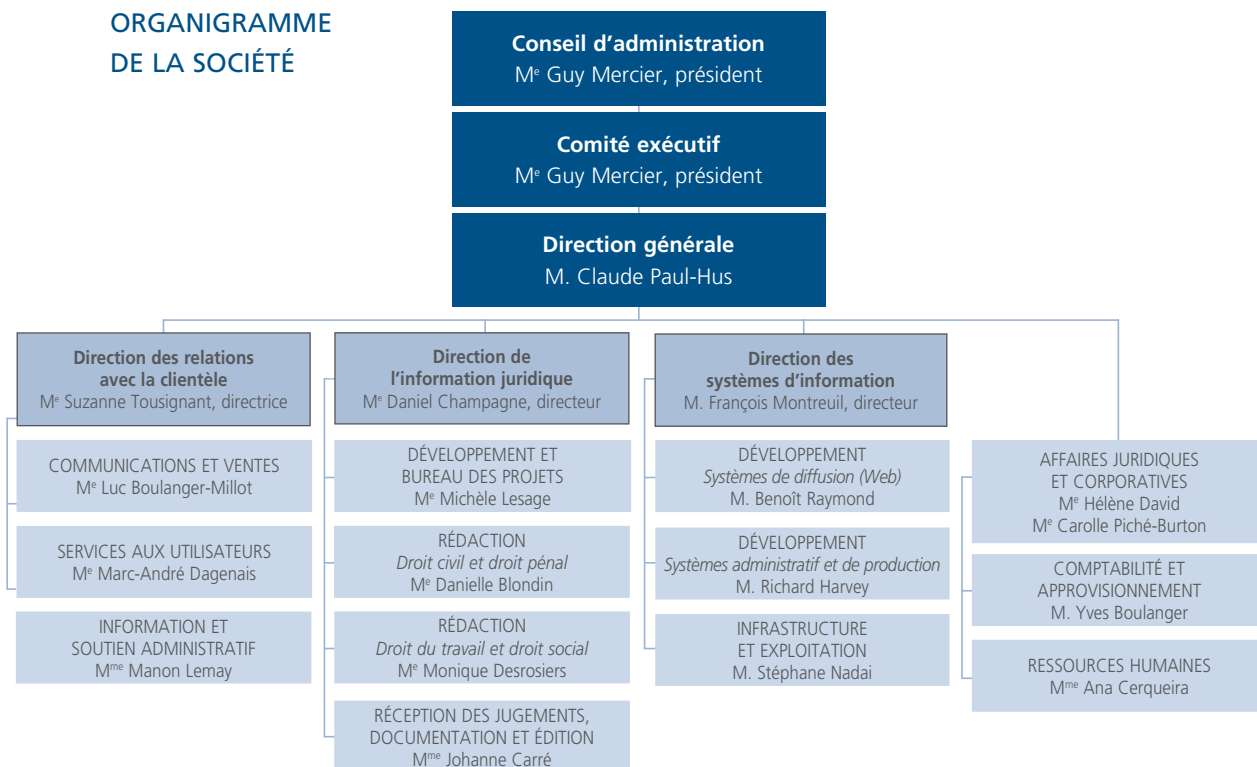 ORGANIGRAMME
DE LA SOCIÉTÉ
Conseil d’administration
Mᵉ Guy Mercier, président
Comité exécutif
Mᵉ Guy Mercier, président
Direction générale
M. Claude Paul-Hus
Direction des relations
avec la clientèle
Mᵉ Suzanne Tousignant, directrice
COMMUNICATIONS ET VENTES
Mᵉ Luc Boulanger-Millot
SERVICES AUX UTILISATEURS
Mᵉ Marc-André Dagenais
INFORMATION ET
SOUTIEN ADMINISTRATIF
Mᵐᵉ Manon Lemay
Direction de
l’information juridique
Mᵉ Daniel Champagne, directeur
DÉVELOPPEMENT ET
BUREAU DES PROJETS
Mᵉ Michèle Lesage
RÉDACTION
Droit civil et droit pénal
Mᵉ Danielle Blondin
RÉDACTION
Droit du travail et droit social
Mᵉ Monique Desrosiers
RÉCEPTION DES JUGEMENTS,
DOCUMENTATION ET ÉDITION
Mᵐᵉ Johanne Carré
Direction des
systèmes d’information
M. François Montreuil, directeur
DÉVELOPPEMENT
Systèmes de diffusion (Web)
M. Benoît Raymond
DÉVELOPPEMENT
Systèmes administratif et de production
M. Richard Harvey
INFRASTRUCTURE
ET EXPLOITATION
M. Stéphane Nadai
AFFAIRES JURIDIQUES
ET CORPORATIVES
Mᵉ Hélène David
Mᵉ Carolle Piché-Burton
COMPTABILITÉ ET
APPROVISIONNEMENT
M. Yves Boulanger
RESSOURCES HUMAINES
Mᵐᵉ Ana Cerqueira